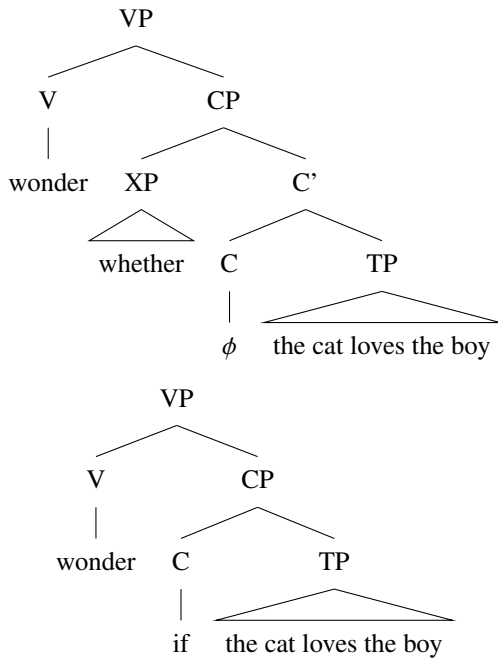 VP
V CP
wonder XP C’
whether C TP
ϕ the cat loves the boy
VP
V CP
wonder C TP
if the cat loves the boy